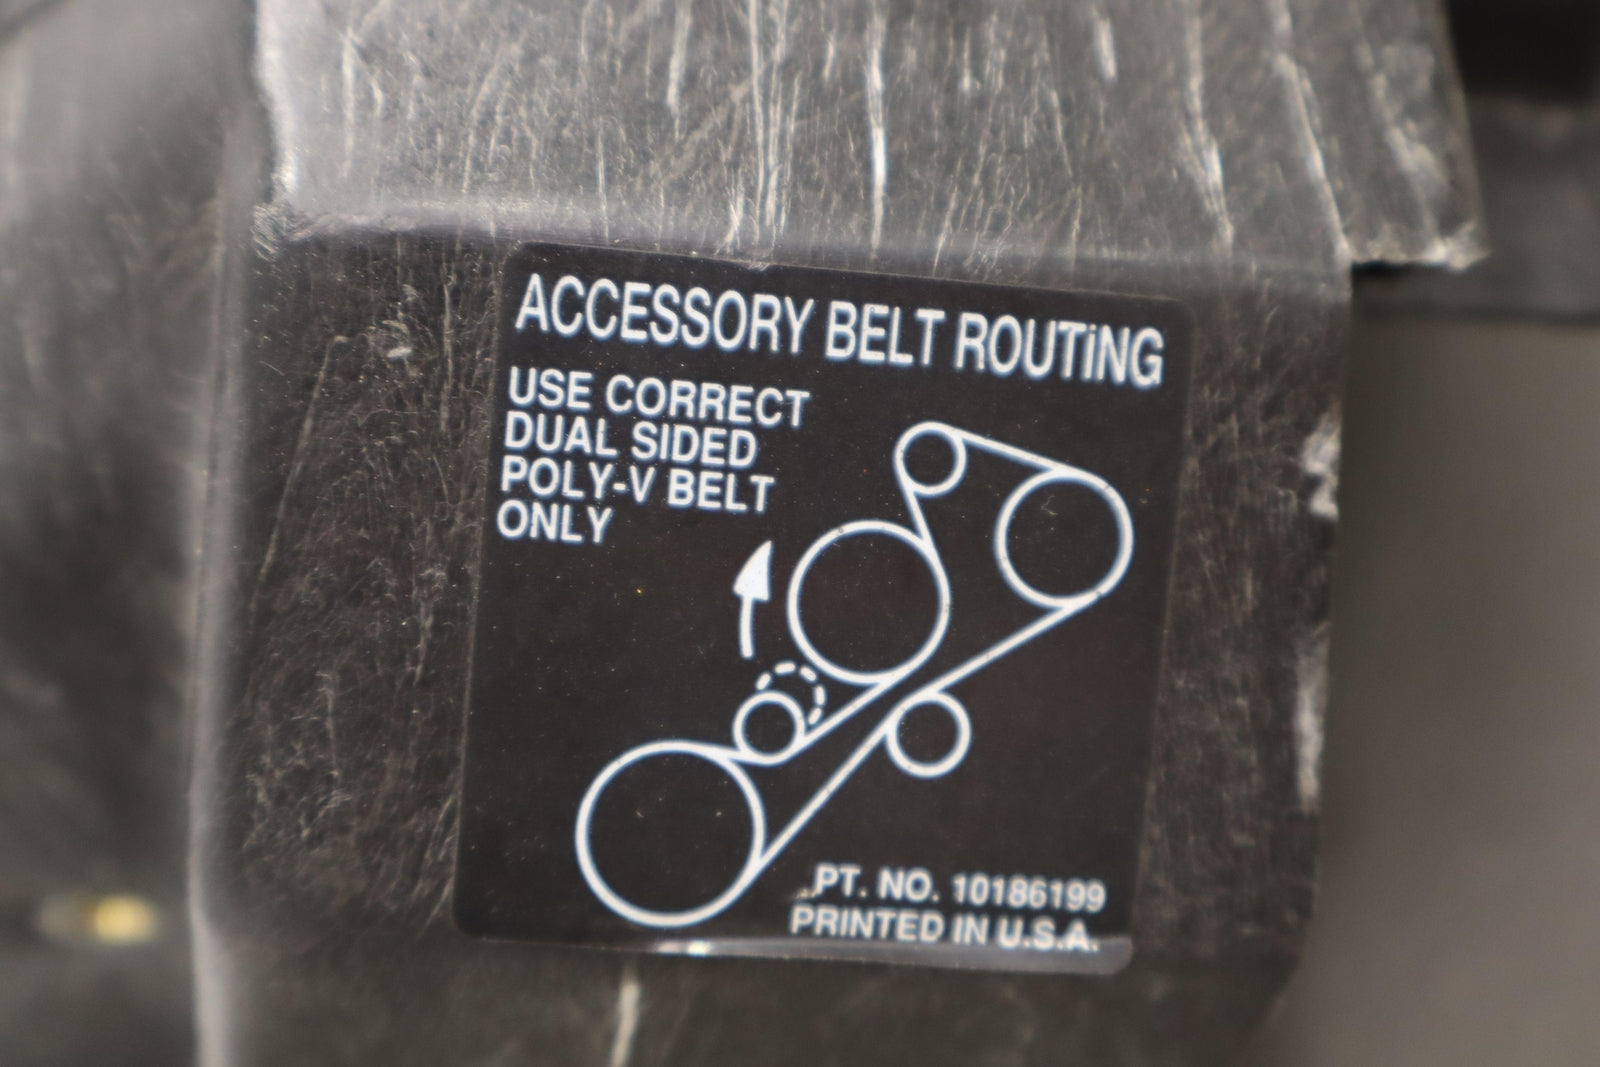 ACCESSORY BELT ROUTiNG
USE CORRECT
DUAL SIDED
POLY-V BELT
ONLY
PT. NO. 10186199
PRINTED IN U.S.A.